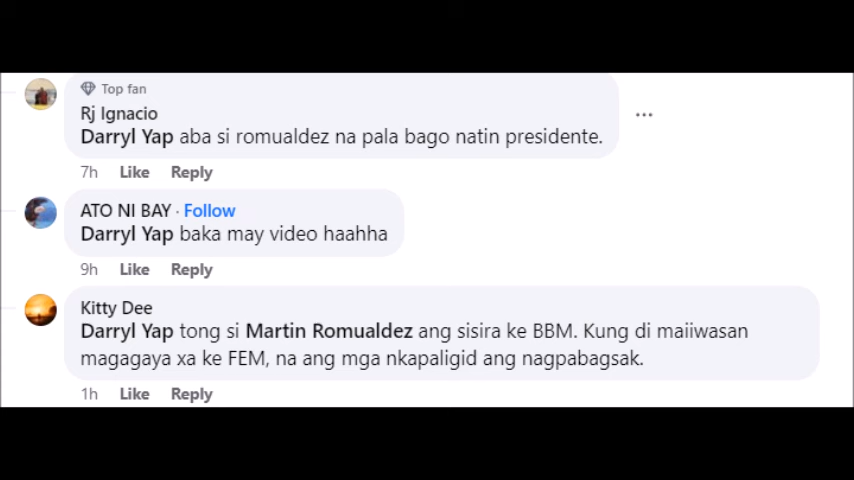 Top fan
Rj Ignacio
Darryl Yap aba si romualdez na pala bago natin presidente.
7h Like Reply
ATO NI BAY · Follow
Darryl Yap baka may video haahha
9h Like Reply
Kitty Dee
Darryl Yap tong si Martin Romualdez ang sisira ke BBM. Kung di maiiwasan
magagaya xa ke FEM, na ang mga nkapaligid ang nagpabagsak.
1h Like Reply